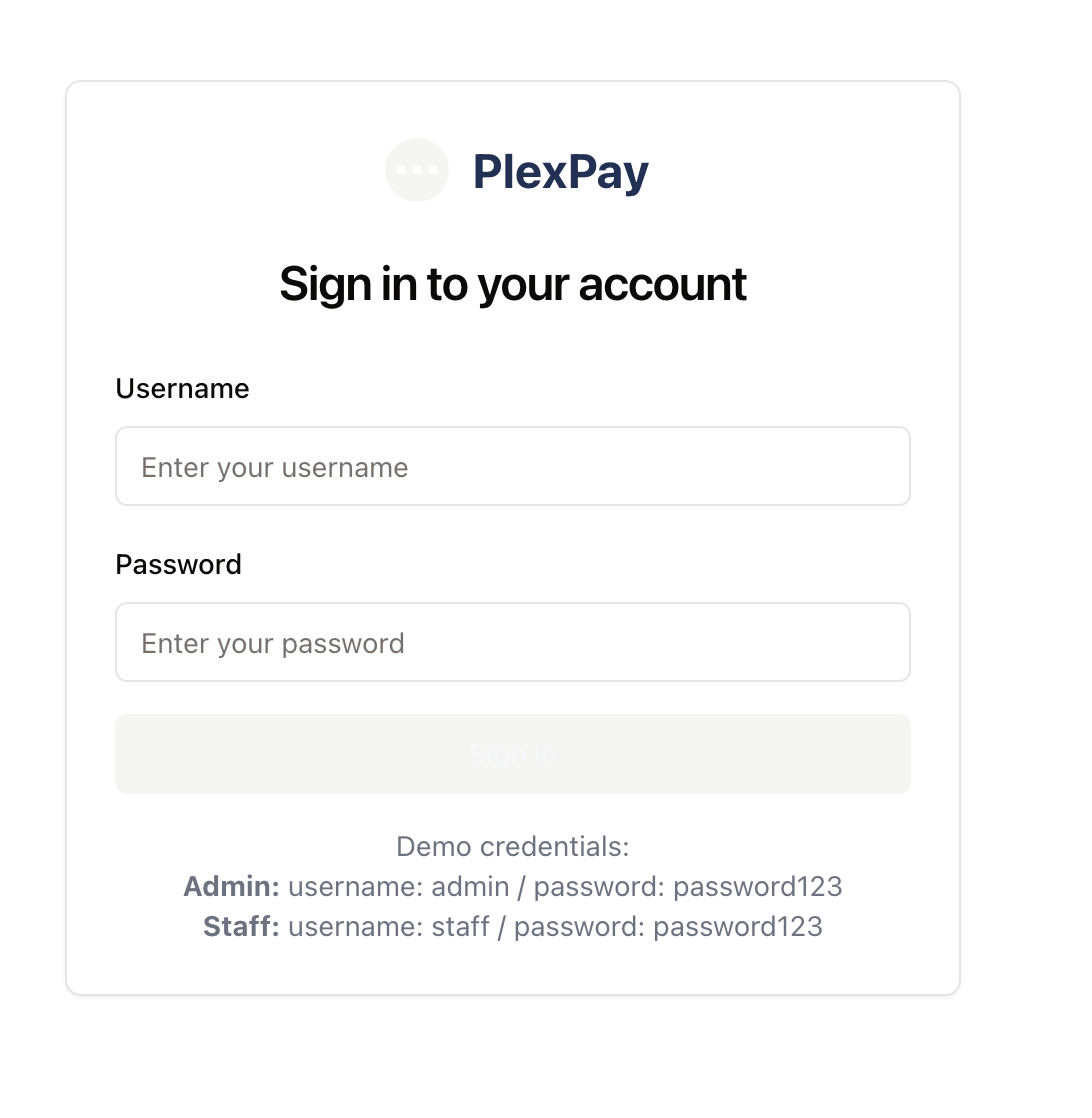 PlexPay
Sign in to your account
Username
Enter your username
Password
Enter your password
Sign in
Demo credentials:
Admin: username: admin / password: password123
Staff: username: staff / password: password123